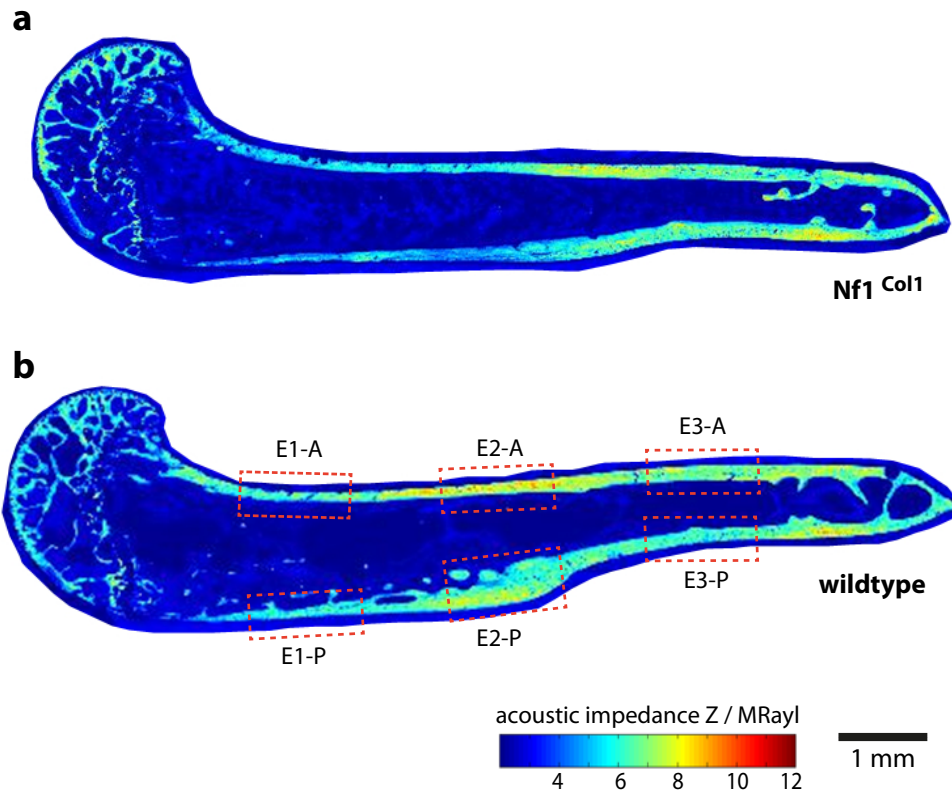 a
Nf1 Col1
b
E1-A
E2-A
E3-A
E1-P
E2-P
E3-P
wildtype
acoustic impedance Z / MRayl
4 6 8 10 12
1 mm